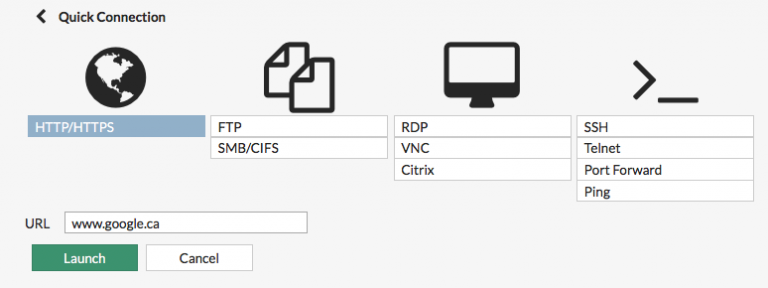 Quick Connection
HTTP/HTTPS
FTP
SMB/CIFS
RDP
VNC
Citrix
SSH
Telnet
Port Forward
Ping
URL www.google.ca
Launch Cancel